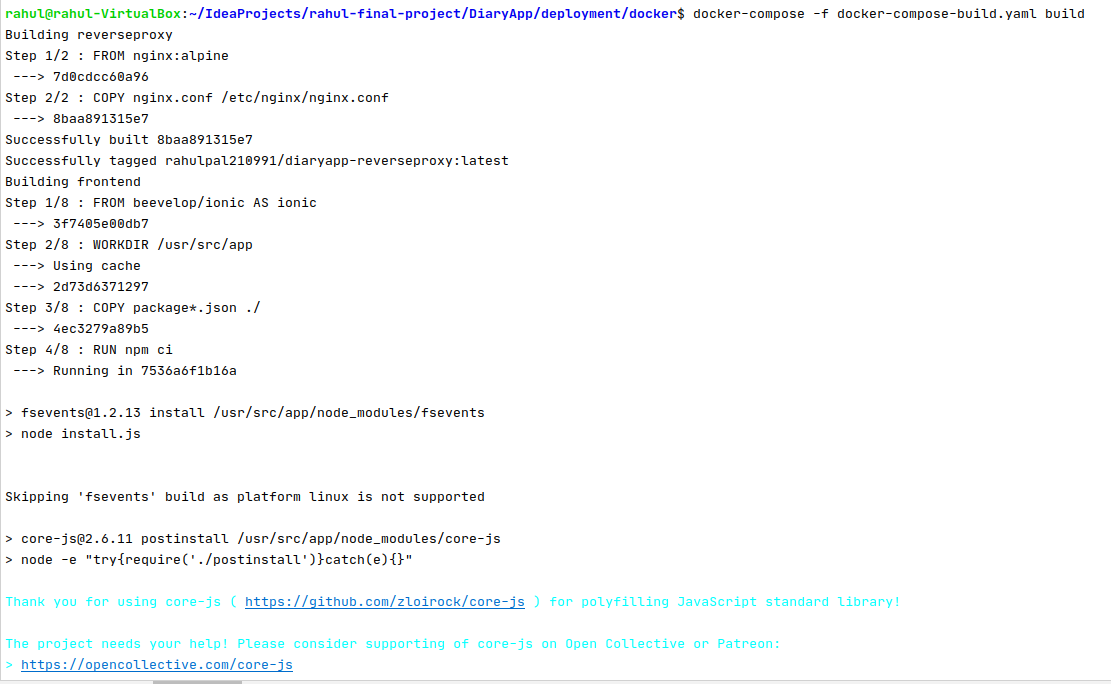 rahul@rahul-VirtualBox:~/IdeaProjects/rahul-final-project/DiaryApp/deployment/docker$ docker-compose -f docker-compose-build.yaml build
Building reverseproxy
Step 1/2 : FROM nginx:alpine
 ---> 7d0cdcc60a96
Step 2/2 : COPY nginx.conf /etc/nginx/nginx.conf
 ---> 8baa891315e7
Successfully built 8baa891315e7
Successfully tagged rahulpal210991/diaryapp-reverseproxy:latest
Building frontend
Step 1/8 : FROM beevelop/ionic AS ionic
 ---> 3f7405e00db7
Step 2/8 : WORKDIR /usr/src/app
 ---> Using cache
 ---> 2d73d6371297
Step 3/8 : COPY package*.json ./
 ---> 4ec3279a89b5
Step 4/8 : RUN npm ci
 ---> Running in 7536a6f1b16a
> fsevents@1.2.13 install /usr/src/app/node_modules/fsevents
> node install.js
Skipping 'fsevents' build as platform linux is not supported
> core-js@2.6.11 postinstall /usr/src/app/node_modules/core-js
> node -e "try{require('./postinstall')}catch(e){}"
Thank you for using core-js ( https://github.com/zloirock/core-js ) for polyfilling JavaScript standard library!
The project needs your help! Please consider supporting of core-js on Open Collective or Patreon:
> https://opencollective.com/core-js